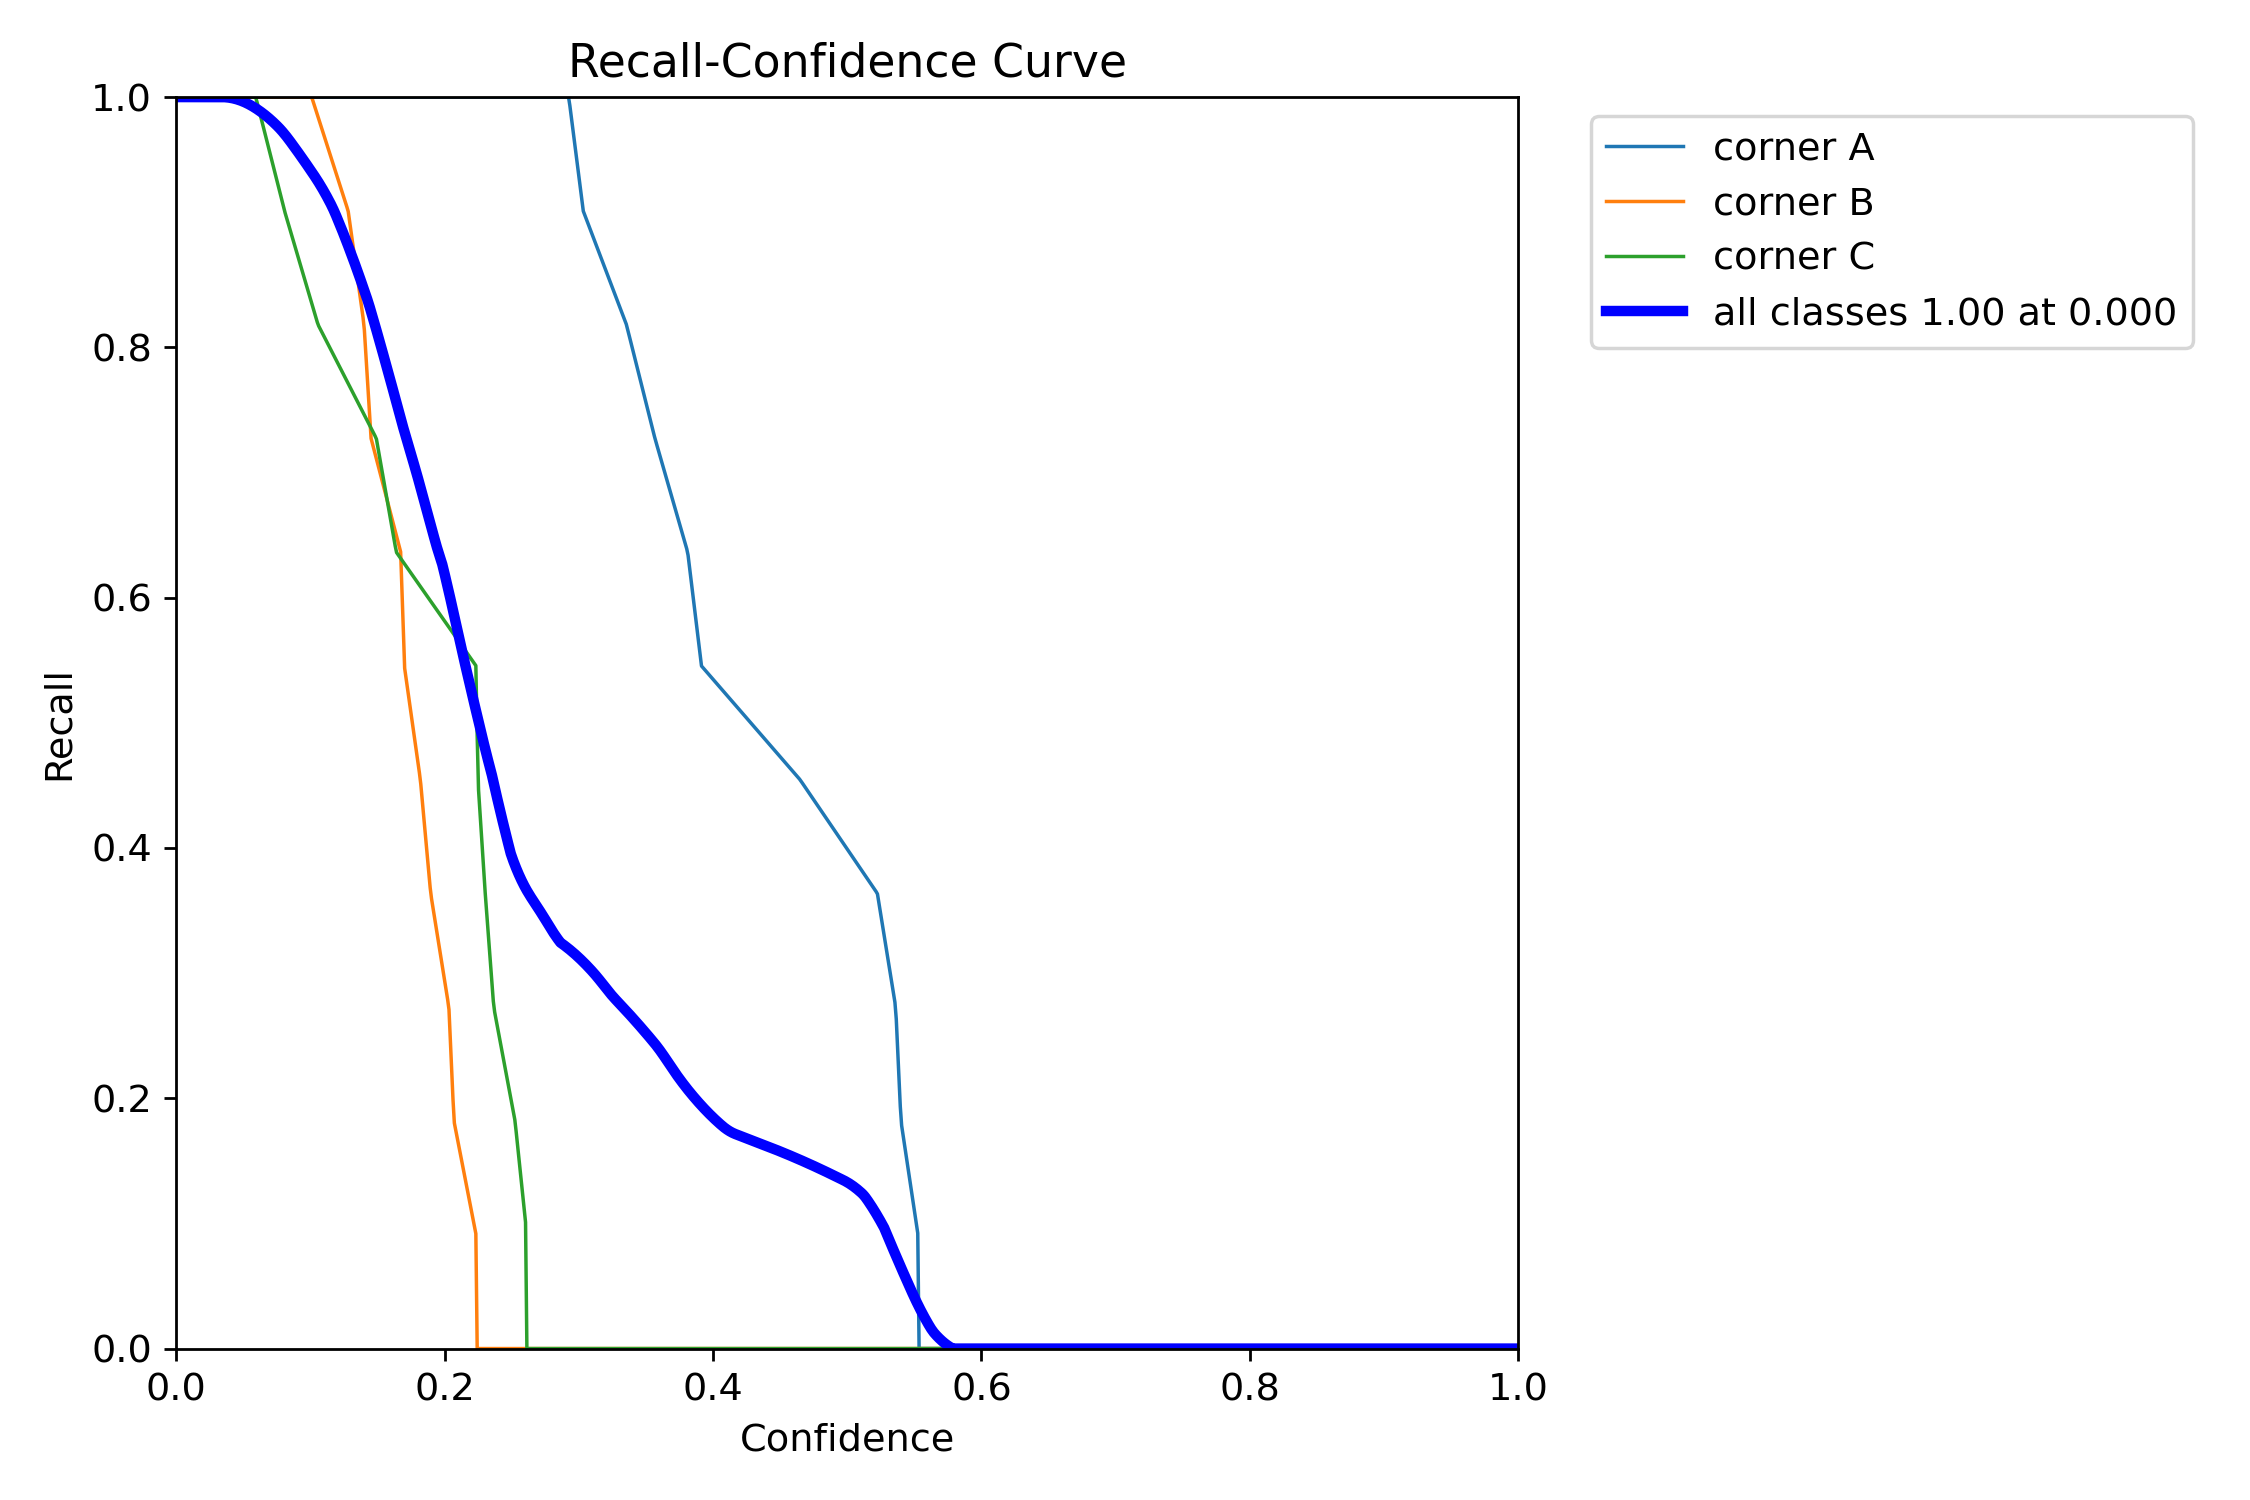 Recall-Confidence Curve
1.0
0.8
0.6
0.4
0.2
0.0
Recall
0.0 0.2 0.4 0.6 0.8 1.0
Confidence
corner A
corner B
corner C
all classes 1.00 at 0.000